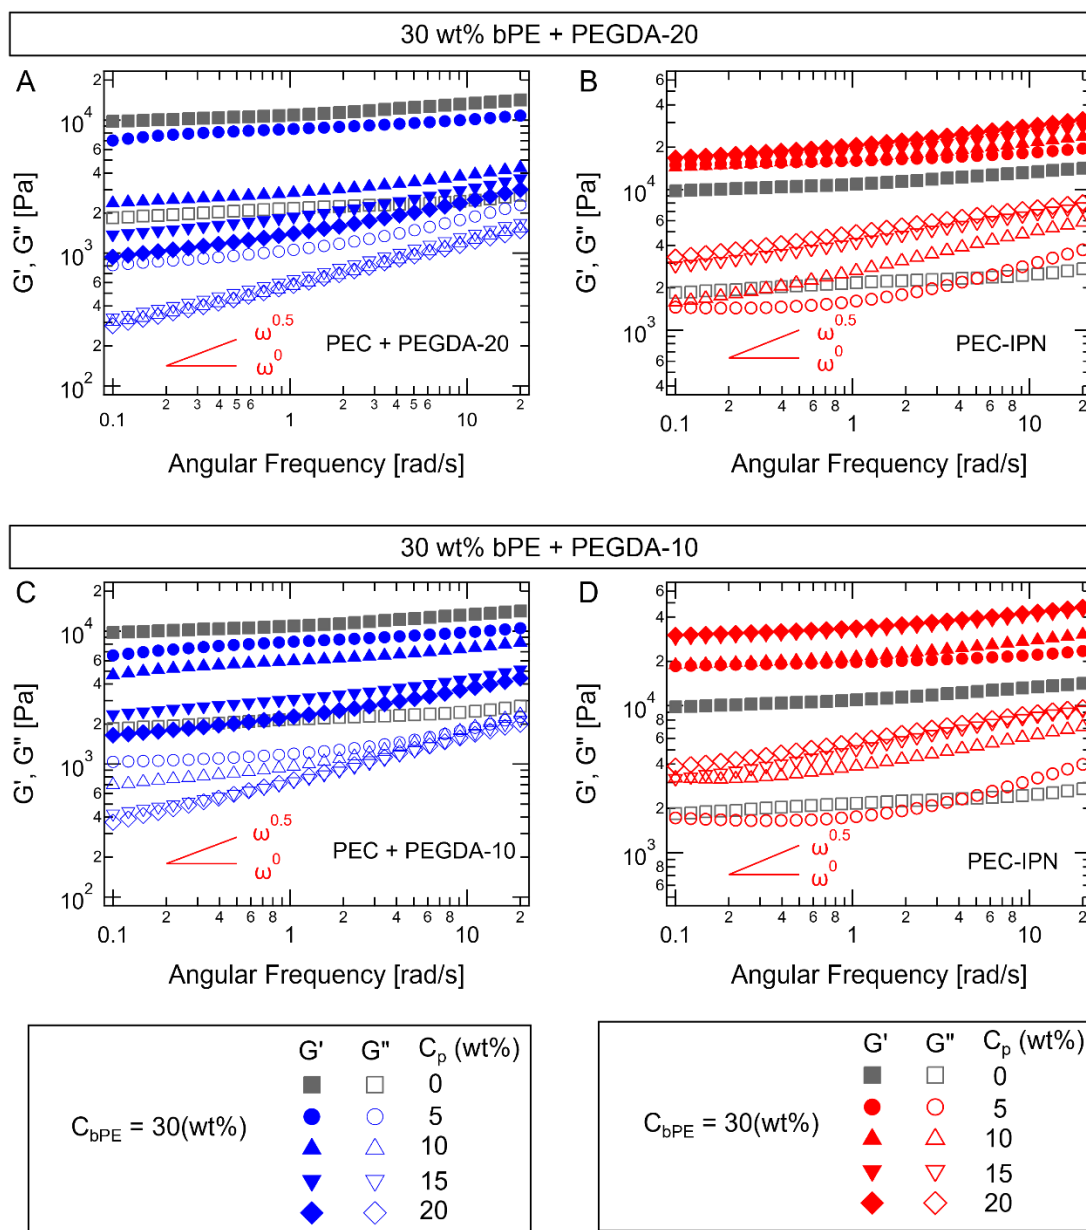 30 wt% bPE + PEGDA-20
A
B
G', G" [Pa]
2
10^4
8
6
4
2
10^3
8
6
4
2
10^2
ω^0.5
ω^0
PEC + PEGDA-20
0.1 2 3 4 5 6 1 2 3 4 5 6 10 2
Angular Frequency [rad/s]
G', G" [Pa]
6
4
2
10^4
8
6
4
2
10^3
8
6
4
ω^0.5
ω^0
PEC-IPN
0.1 2 4 6 8 1 2 4 6 8 10 2
Angular Frequency [rad/s]
30 wt% bPE + PEGDA-10
C
D
G', G" [Pa]
2
10^4
8
6
4
2
10^3
8
6
4
2
10^2
ω^0.5
ω^0
PEC + PEGDA-10
0.1 2 4 6 8 1 2 4 6 8 10 2
Angular Frequency [rad/s]
G', G" [Pa]
6
4
2
10^4
8
6
4
2
10^3
8
6
ω^0.5
ω^0
PEC-IPN
0.1 2 4 6 8 1 2 4 6 8 10 2
Angular Frequency [rad/s]
G' G" C_p (wt%)
0
5
C_bPE = 30(wt%)
10
15
20
G' G" C_p (wt%)
0
5
C_bPE = 30(wt%)
10
15
20